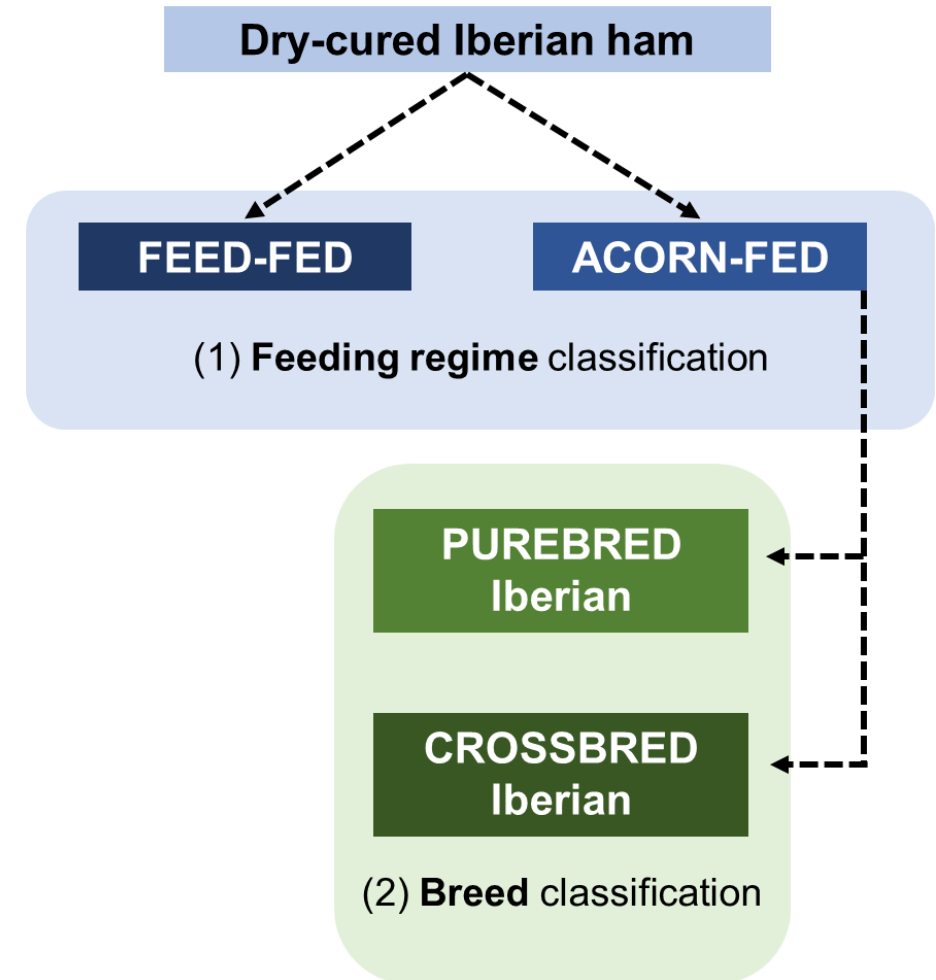 Dry-cured Iberian ham
FEED-FED
ACORN-FED
(1) Feeding regime classification
PUREBRED
Iberian
CROSSBRED
Iberian
(2) Breed classification